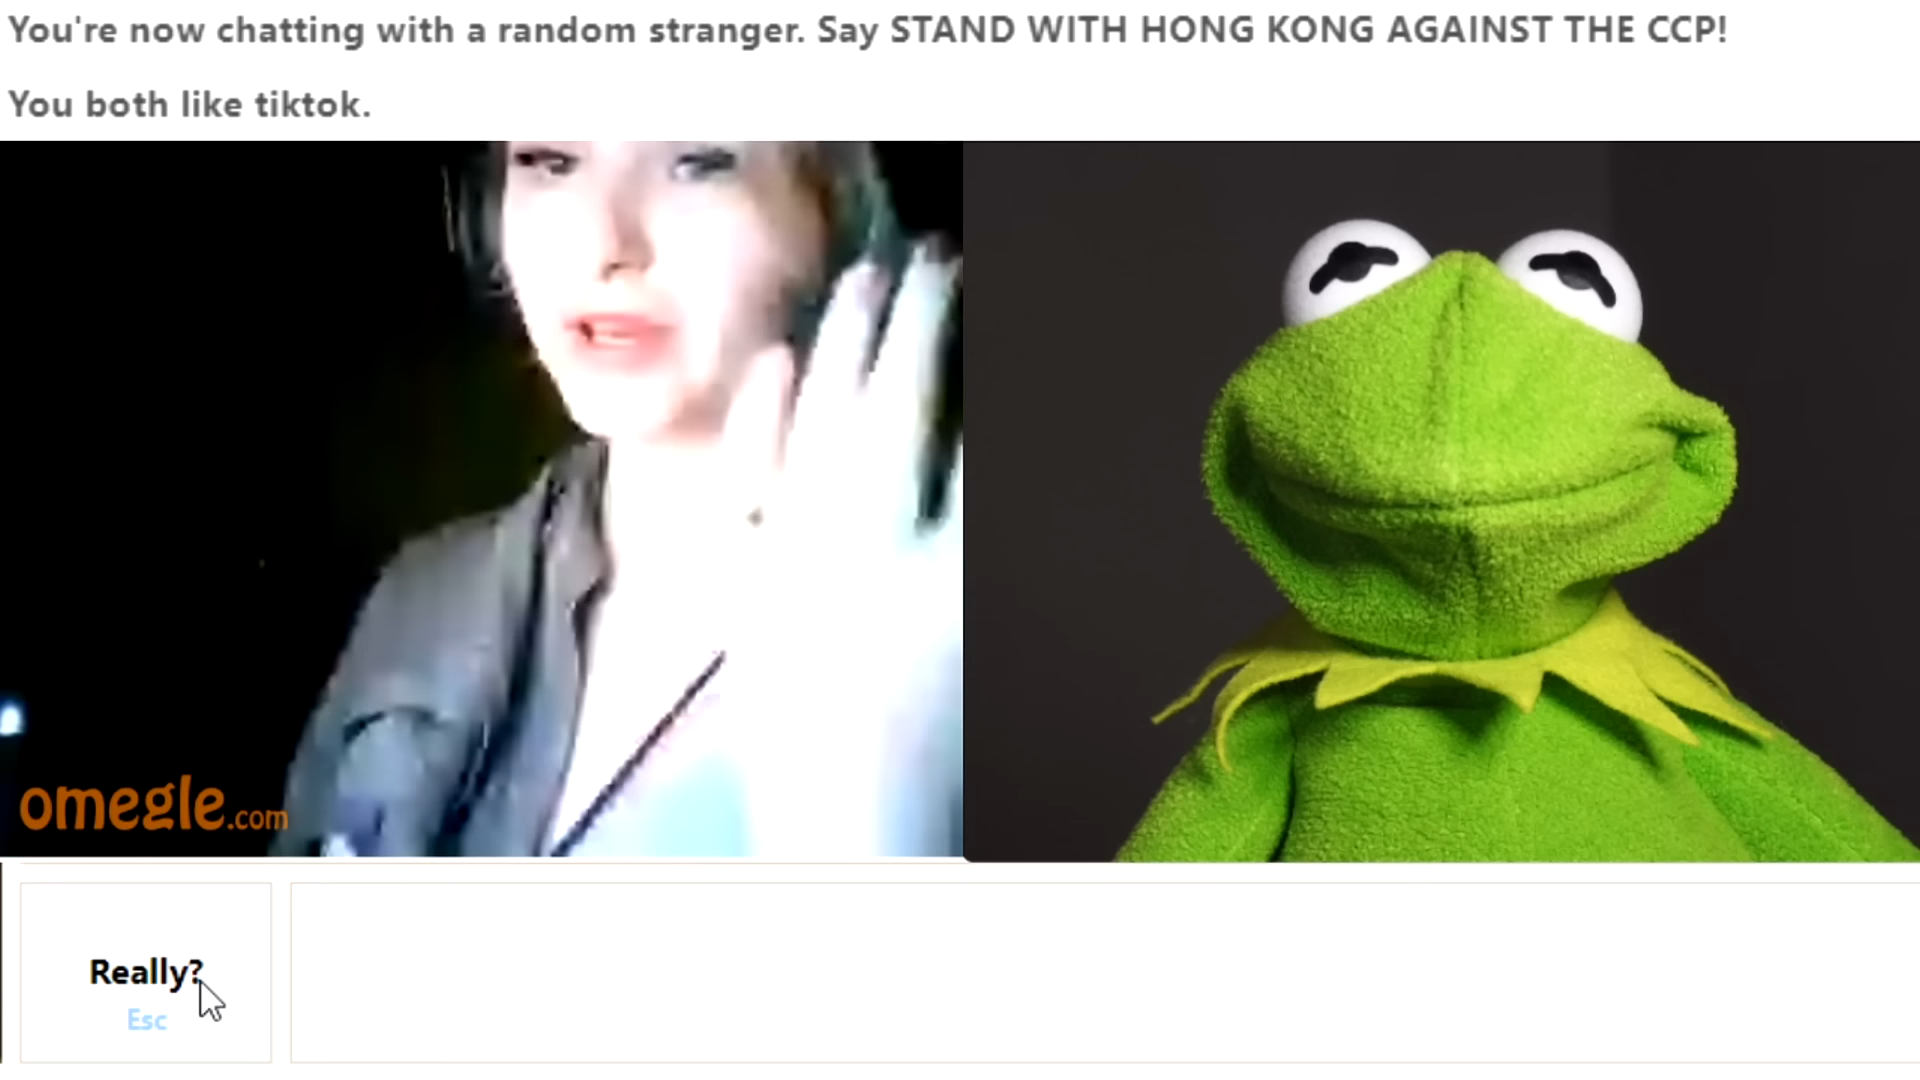 You're now chatting with a random stranger. Say STAND WITH HONG KONG AGAINST THE CCP!
You both like tiktok.
omegle.com
Really?
Esc